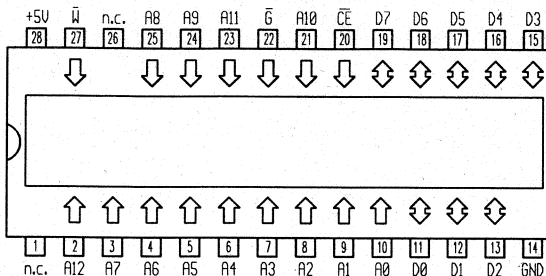 +5V W̅ n.c. A8 A9 A11 G̅ A10 C̅E̅ D7 D6 D5 D4 D3
28 27 26 25 24 23 22 21 20 19 18 17 16 15
1 2 3 4 5 6 7 8 9 10 11 12 13 14
n.c. A12 A7 A6 A5 A4 A3 A2 A1 A0 D0 D1 D2 GND